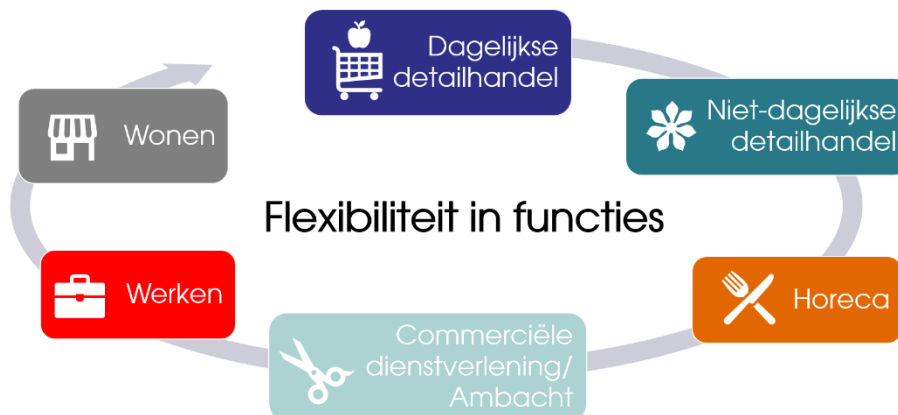 Dagelijkse
detailhandel
Niet-dagelijkse
detailhandel
Wonen
Flexibiliteit in functies
Werken
Horeca
Commerciële
dienstverlening/
Ambacht